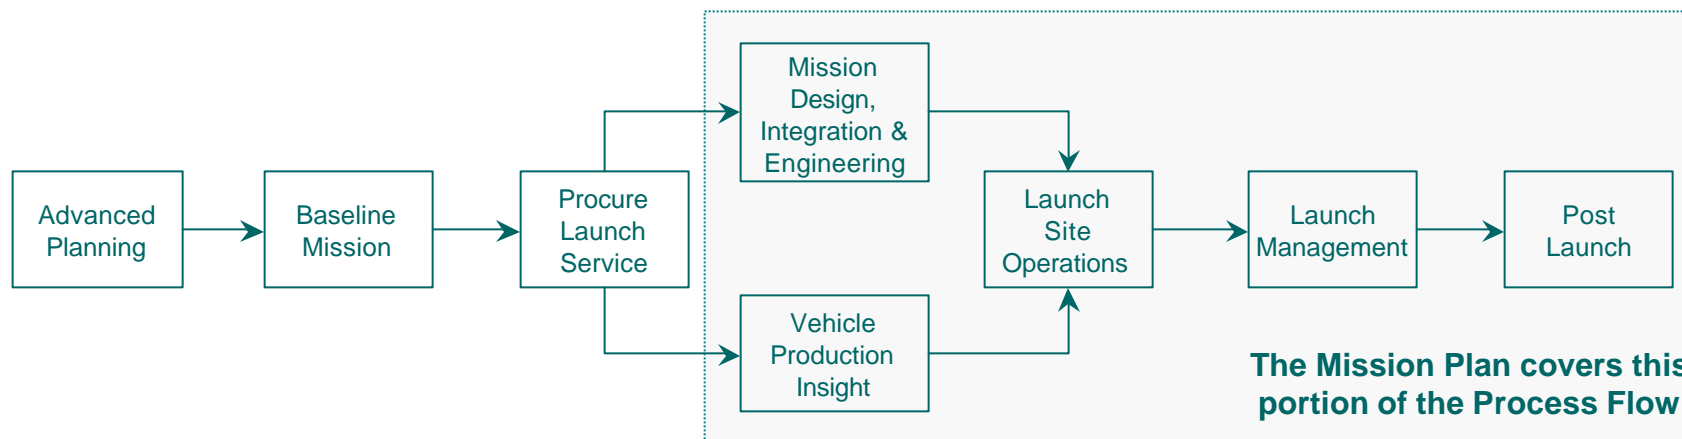 Advanced
Planning
Baseline
Mission
Procure
Launch
Service
Mission
Design,
Integration &
Engineering
Vehicle
Production
Insight
Launch
Site
Operations
Launch
Management
Post
Launch
The Mission Plan covers this
portion of the Process Flow